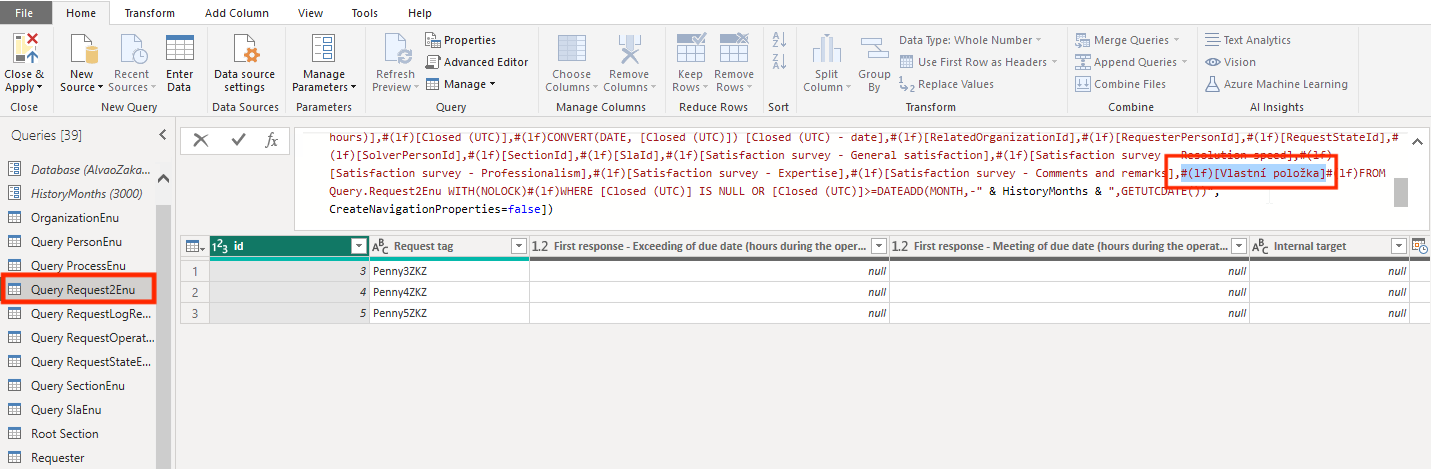 File Home Transform Add Column View Tools Help
Close & Apply New Source Recent Sources Enter Data Data source settings Manage Parameters Refresh Preview Properties Advanced Editor Manage Choose Columns Remove Columns Keep Rows Remove Rows Split Column Group By Data Type: Whole Number Use First Row as Headers Replace Values Merge Queries Append Queries Combine Files Text Analytics Vision Azure Machine Learning
Close New Query Data Sources Parameters Query Manage Columns Reduce Rows Sort Transform Combine AI Insights
Queries [39]
Database (AlvaoZaka...
HistoryMonths (3000)
OrganizationEnu
Query PersonEnu
Query ProcessEnu
Query Request2Enu
Query RequestLogRe...
Query RequestOperat...
Query RequestStateE...
Query SectionEnu
Query SlaEnu
Root Section
Requester
fx
hours)],#(lf)[Closed (UTC)],#(lf)CONVERT(DATE, [Closed (UTC)]) [Closed (UTC) - date],#(lf)[RelatedOrganizationId],#(lf)[RequesterPersonId],#(lf)[RequestStateId],#
(lf)[SolverPersonId],#(lf)[SectionId],#(lf)[SlaId],#(lf)[Satisfaction survey - General satisfaction],#(lf)[Satisfaction survey - Resolution speed],#(lf)
[Satisfaction survey - Professionalism],#(lf)[Satisfaction survey - Expertise],#(lf)[Satisfaction survey - Comments and remarks],#(lf)[Vlastní položka]#(lf)FROM
Query.Request2Enu WITH(NOLOCK)#(lf)WHERE [Closed (UTC)] IS NULL OR [Closed (UTC)]>=DATEADD(MONTH,-" & HistoryMonths & ",GETUTCDATE())",
CreateNavigationProperties=false])
123 id ABC Request tag 1.2 First response - Exceeding of due date (hours during the oper... 1.2 First response - Meeting of due date (hours during the operat... ABC Internal target
1 3 Penny3ZKZ null null null
2 4 Penny4ZKZ null null null
3 5 Penny5ZKZ null null null